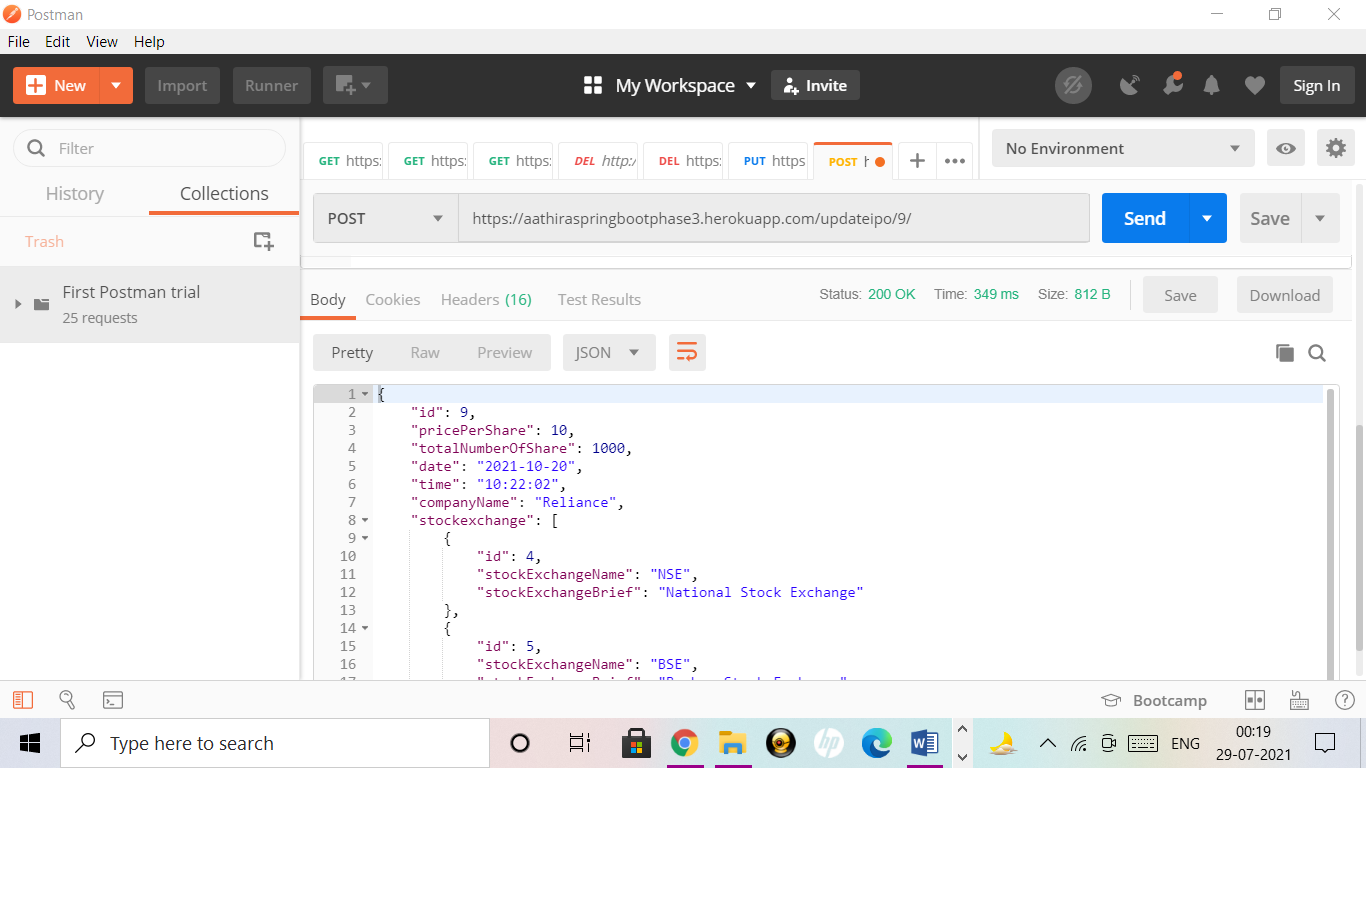 Postman
File Edit View Help
New Import Runner My Workspace Invite Sign In
Filter
History Collections
Trash
First Postman trial
25 requests
GET https: GET https: GET https: DEL http:/ DEL https: PUT https POST h
No Environment
POST https://aathiraspringbootphase3.herokuapp.com/updateipo/9/ Send Save
Body Cookies Headers (16) Test Results Status: 200 OK Time: 349 ms Size: 812 B Save Download
Pretty Raw Preview JSON
1 {
2 "id": 9,
3 "pricePerShare": 10,
4 "totalNumberOfShare": 1000,
5 "date": "2021-10-20",
6 "time": "10:22:02",
7 "companyName": "Reliance",
8 "stockexchange": [
9 {
10 "id": 4,
11 "stockExchangeName": "NSE",
12 "stockExchangeBrief": "National Stock Exchange"
13 },
14 {
15 "id": 5,
16 "stockExchangeName": "BSE",
Bootcamp
Type here to search
ENG
00:19
29-07-2021